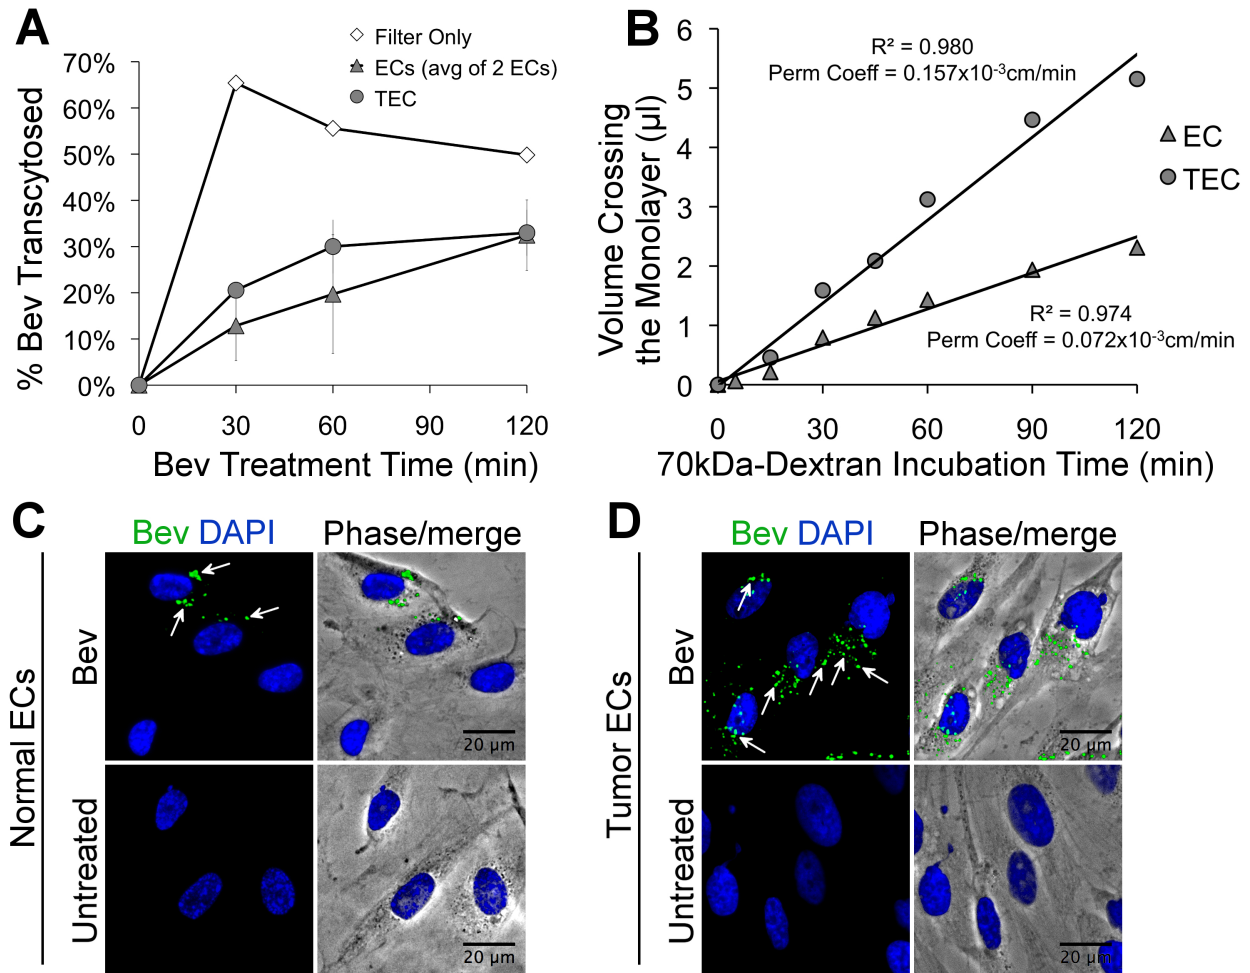 A
Filter Only
ECs (avg of 2 ECs)
TEC
% Bev Transcytosed
70%
60%
50%
40%
30%
20%
10%
0%
0 30 60 90 120
Bev Treatment Time (min)
B
R² = 0.980
Perm Coeff = 0.157x10⁻³cm/min
Volume Crossing
the Monolayer (µl)
6
5
4
3
2
1
0
EC
TEC
R² = 0.974
Perm Coeff = 0.072x10⁻³cm/min
0 30 60 90 120
70kDa-Dextran Incubation Time (min)
C
Bev DAPI
Phase/merge
Normal ECs
Bev
20 µm
Untreated
20 µm
D
Bev DAPI
Phase/merge
Tumor ECs
Bev
20 µm
Untreated
20 µm